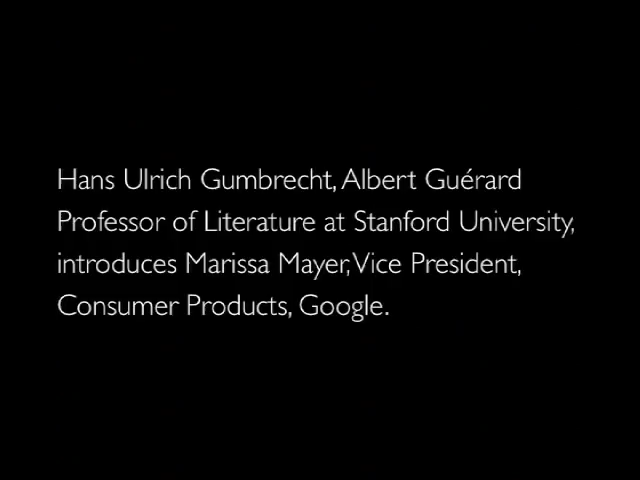 Hans Ulrich Gumbrecht, Albert Guérard
Professor of Literature at Stanford University,
introduces Marissa Mayer, Vice President,
Consumer Products, Google.